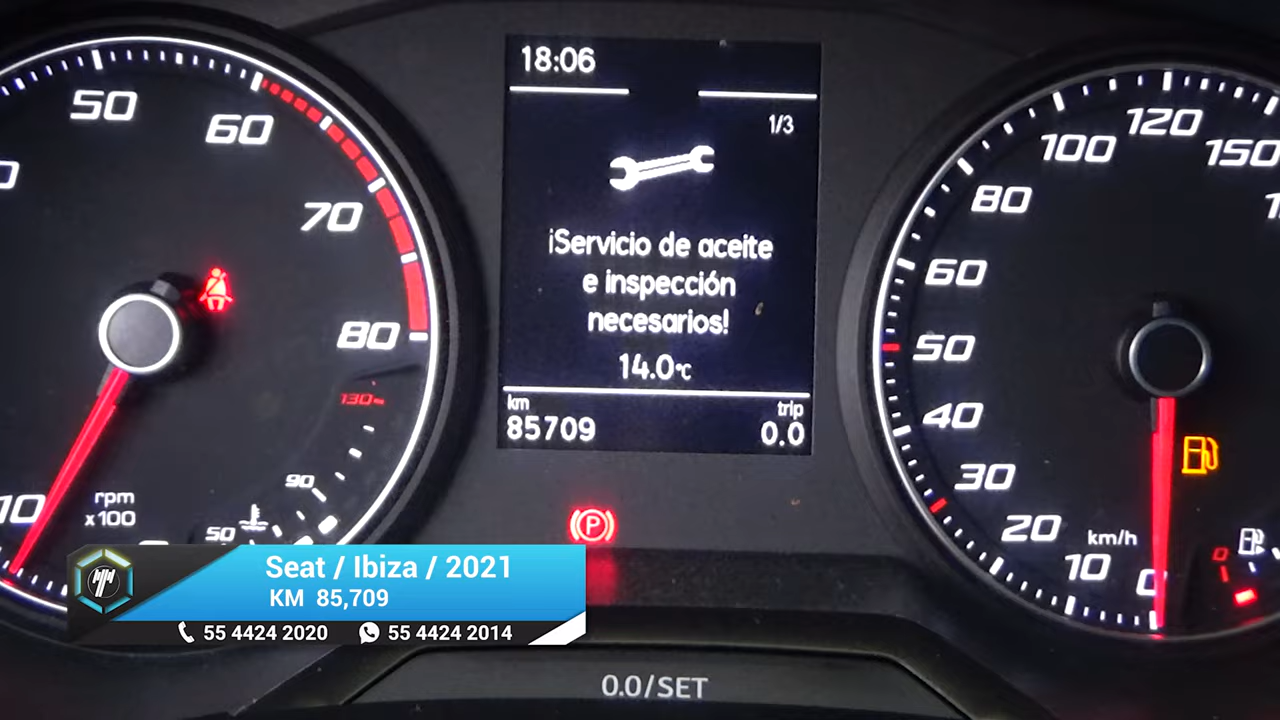 18:06
1/3
¡Servicio de aceite
e inspección
necesarios!
14.0°C
km
trip
85709
0.0
50
60
70
80
130
90
50
10
rpm
x100
150
120
100
80
60
50
40
30
20
10
0
km/h
0
Seat / Ibiza / 2021
KM 85,709
55 4424 2020
55 4424 2014
0.0/SET